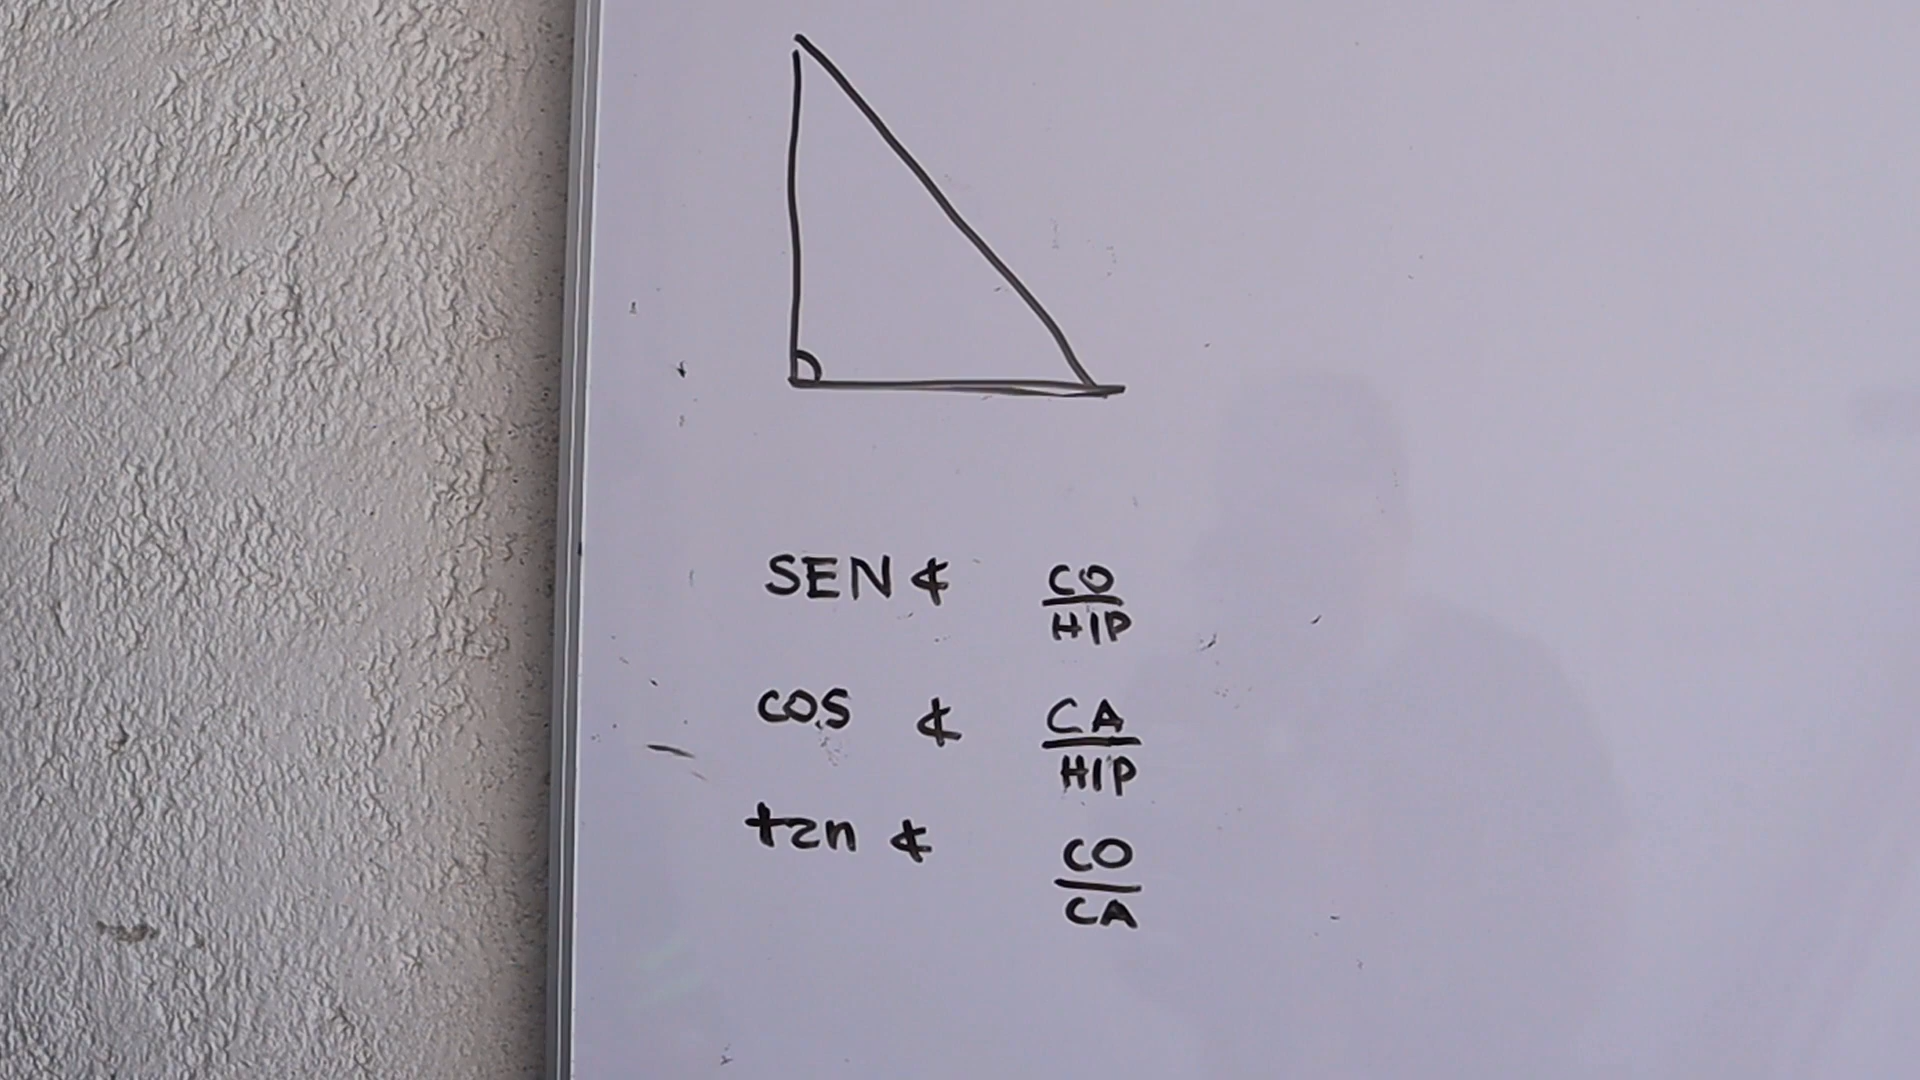 SEN ∢ CO/HIP
COS ∢ CA/HIP
tan ∢ CO/CA